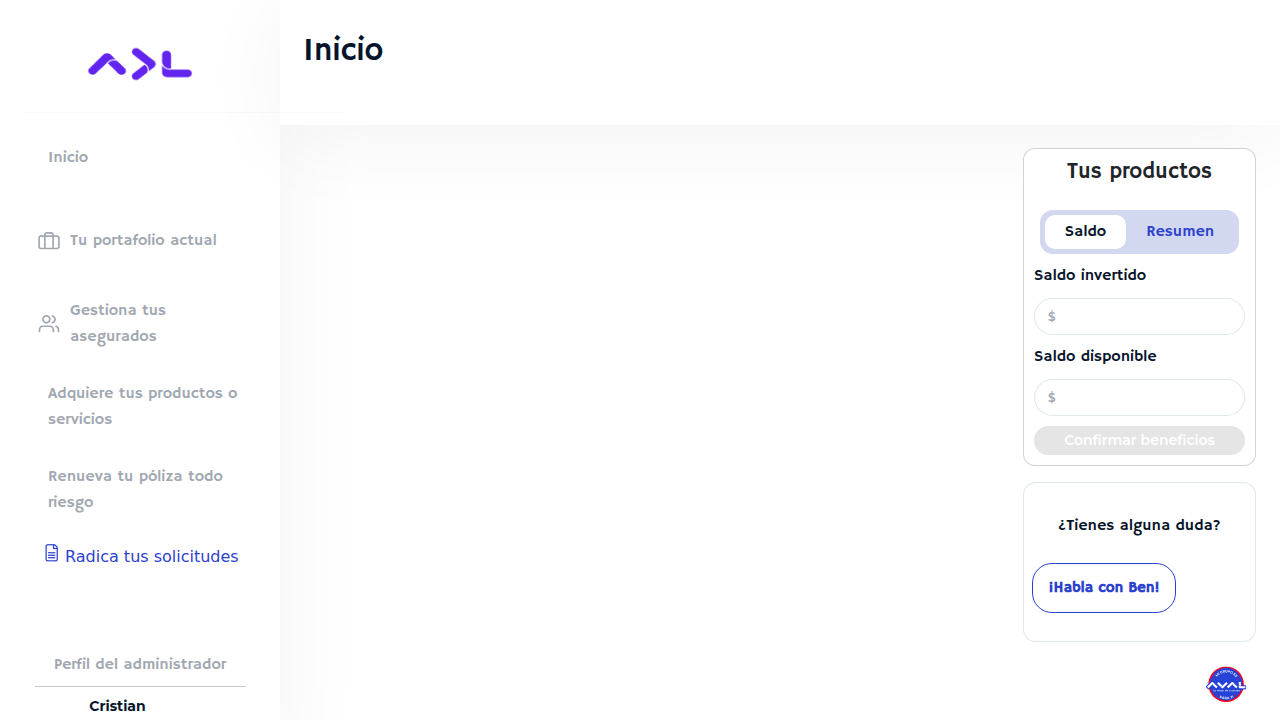 Inicio
Inicio
Tu portafolio actual
Gestiona tus
asegurados
Adquiere tus productos o
servicios
Renueva tu póliza todo
riesgo
Radica tus solicitudes
Perfil del administrador
Cristian
Tus productos
Saldo Resumen
Saldo invertido
$
Saldo disponible
$
Confirmar beneficios
¿Tienes alguna duda?
¡Habla con Ben!
AVAL